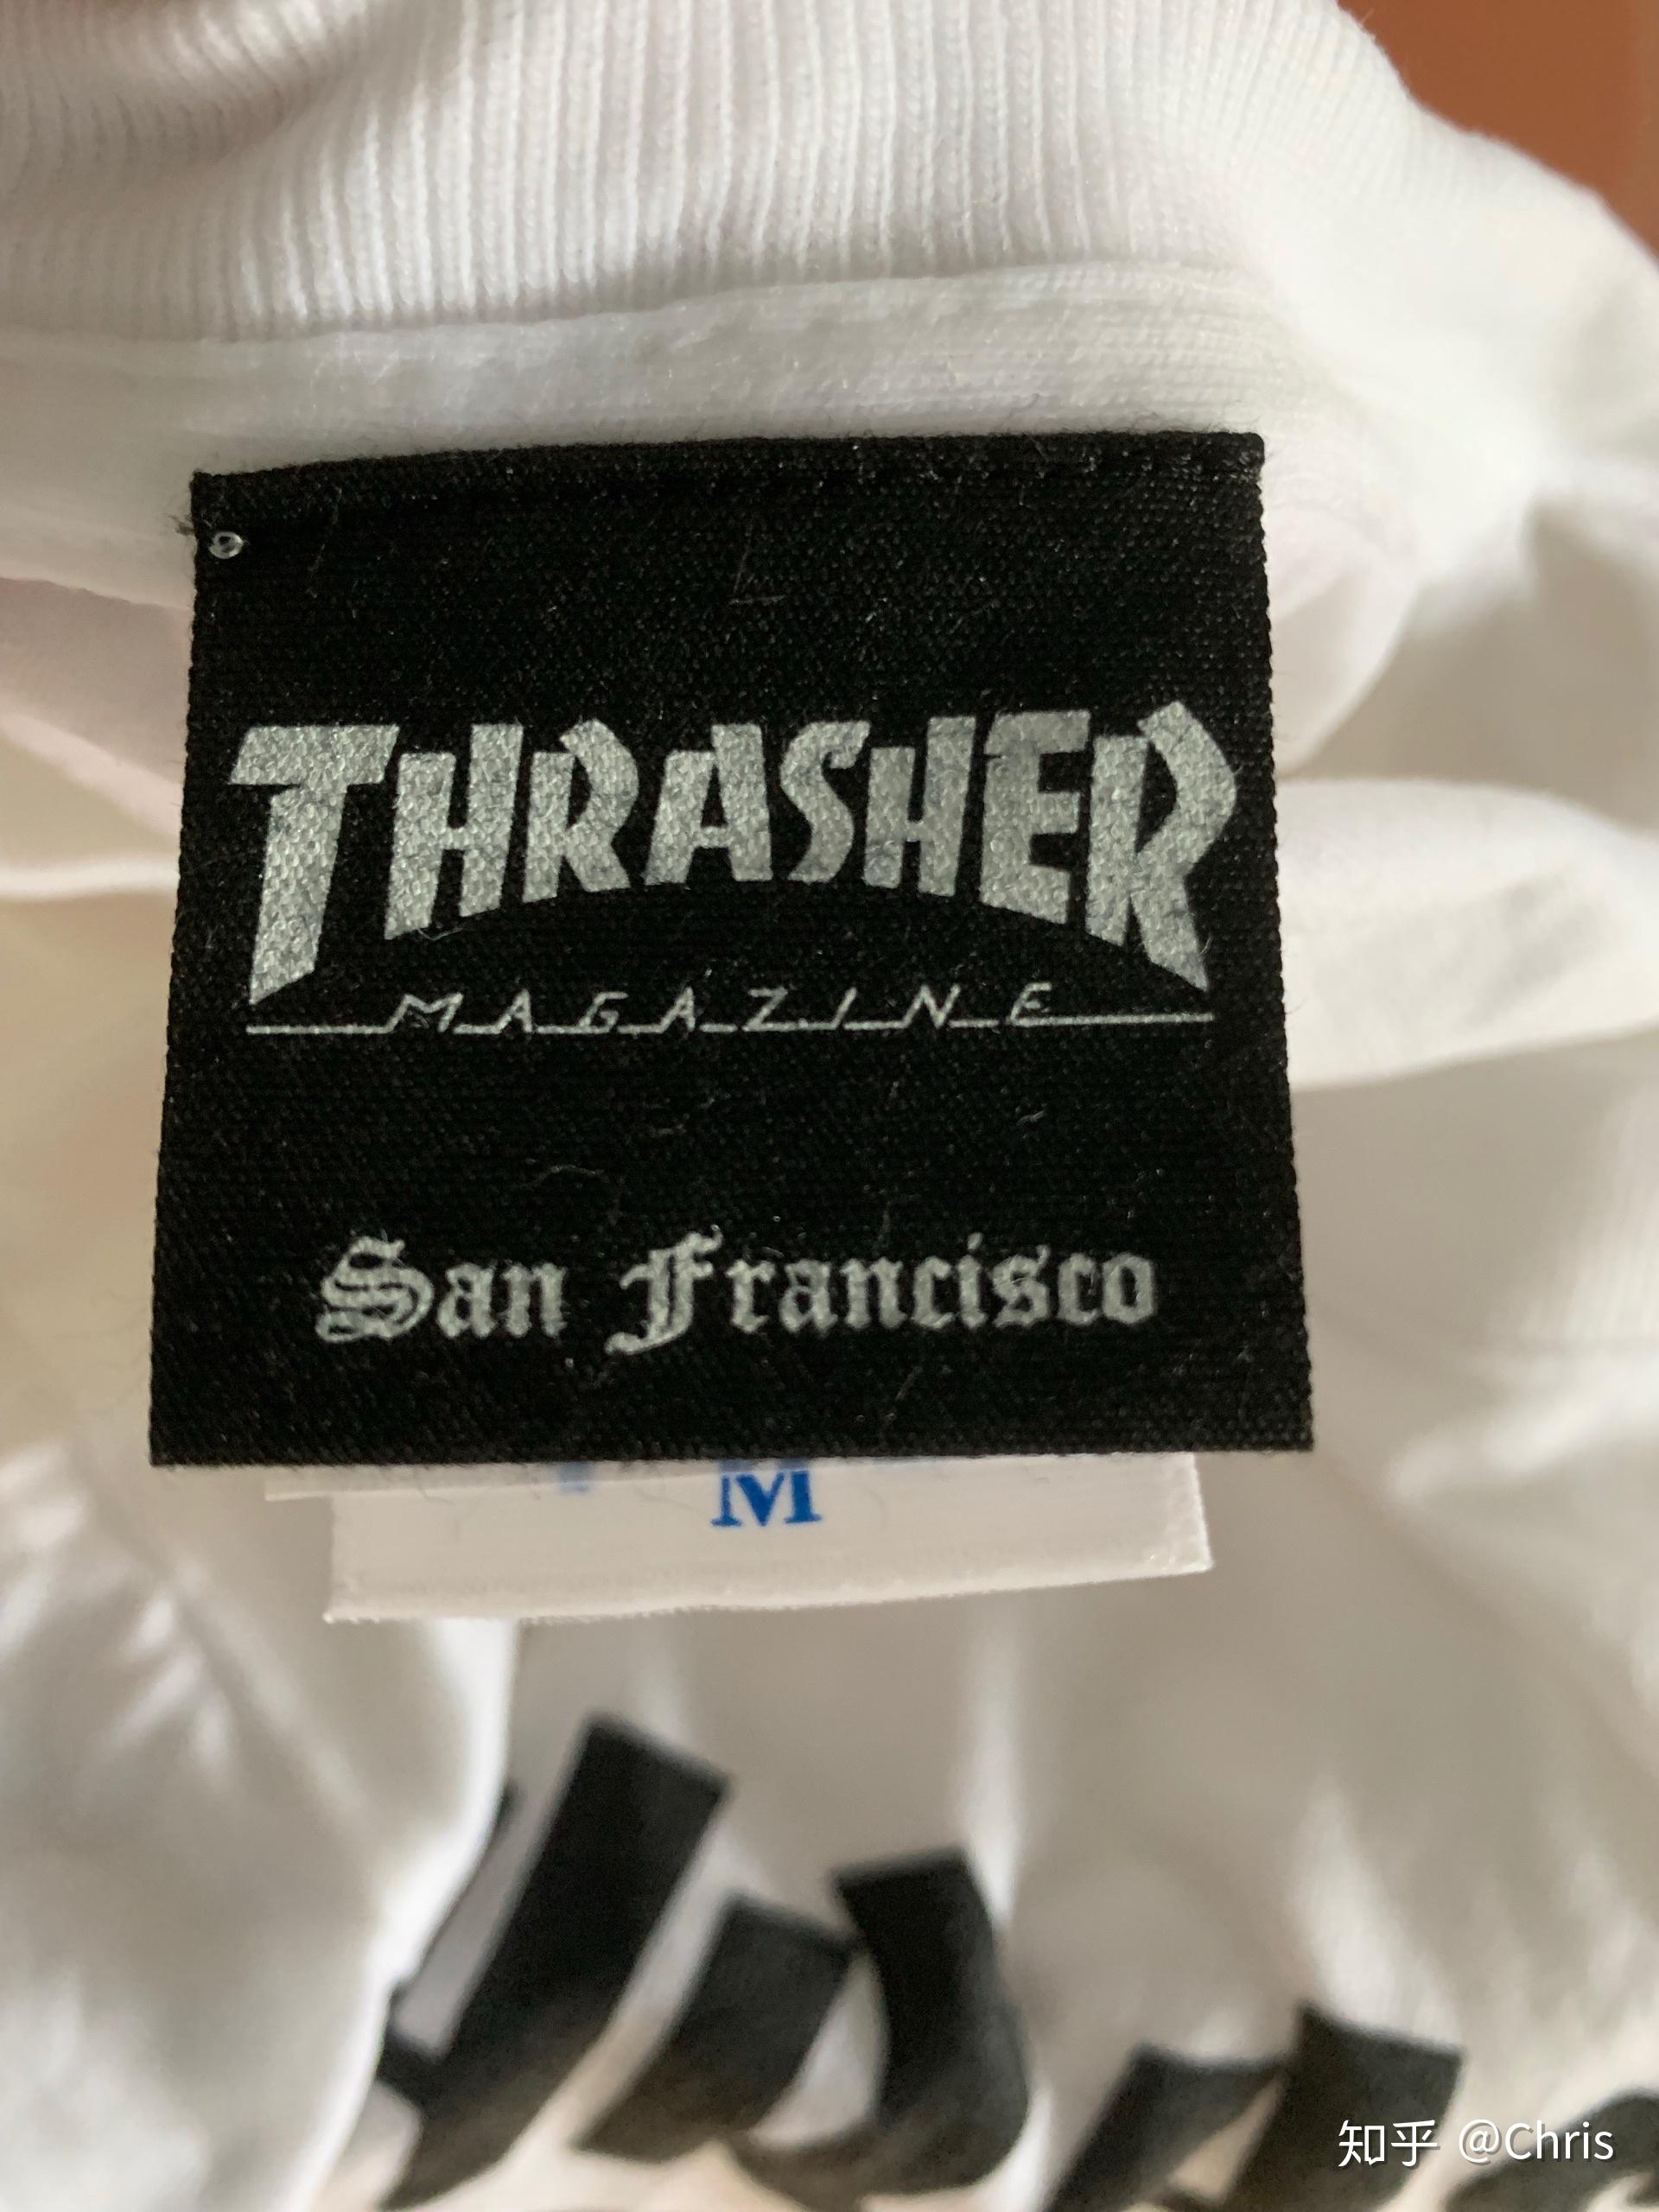 THRASHER
MAGAZINE
San Francisco
M
知乎 @Chris